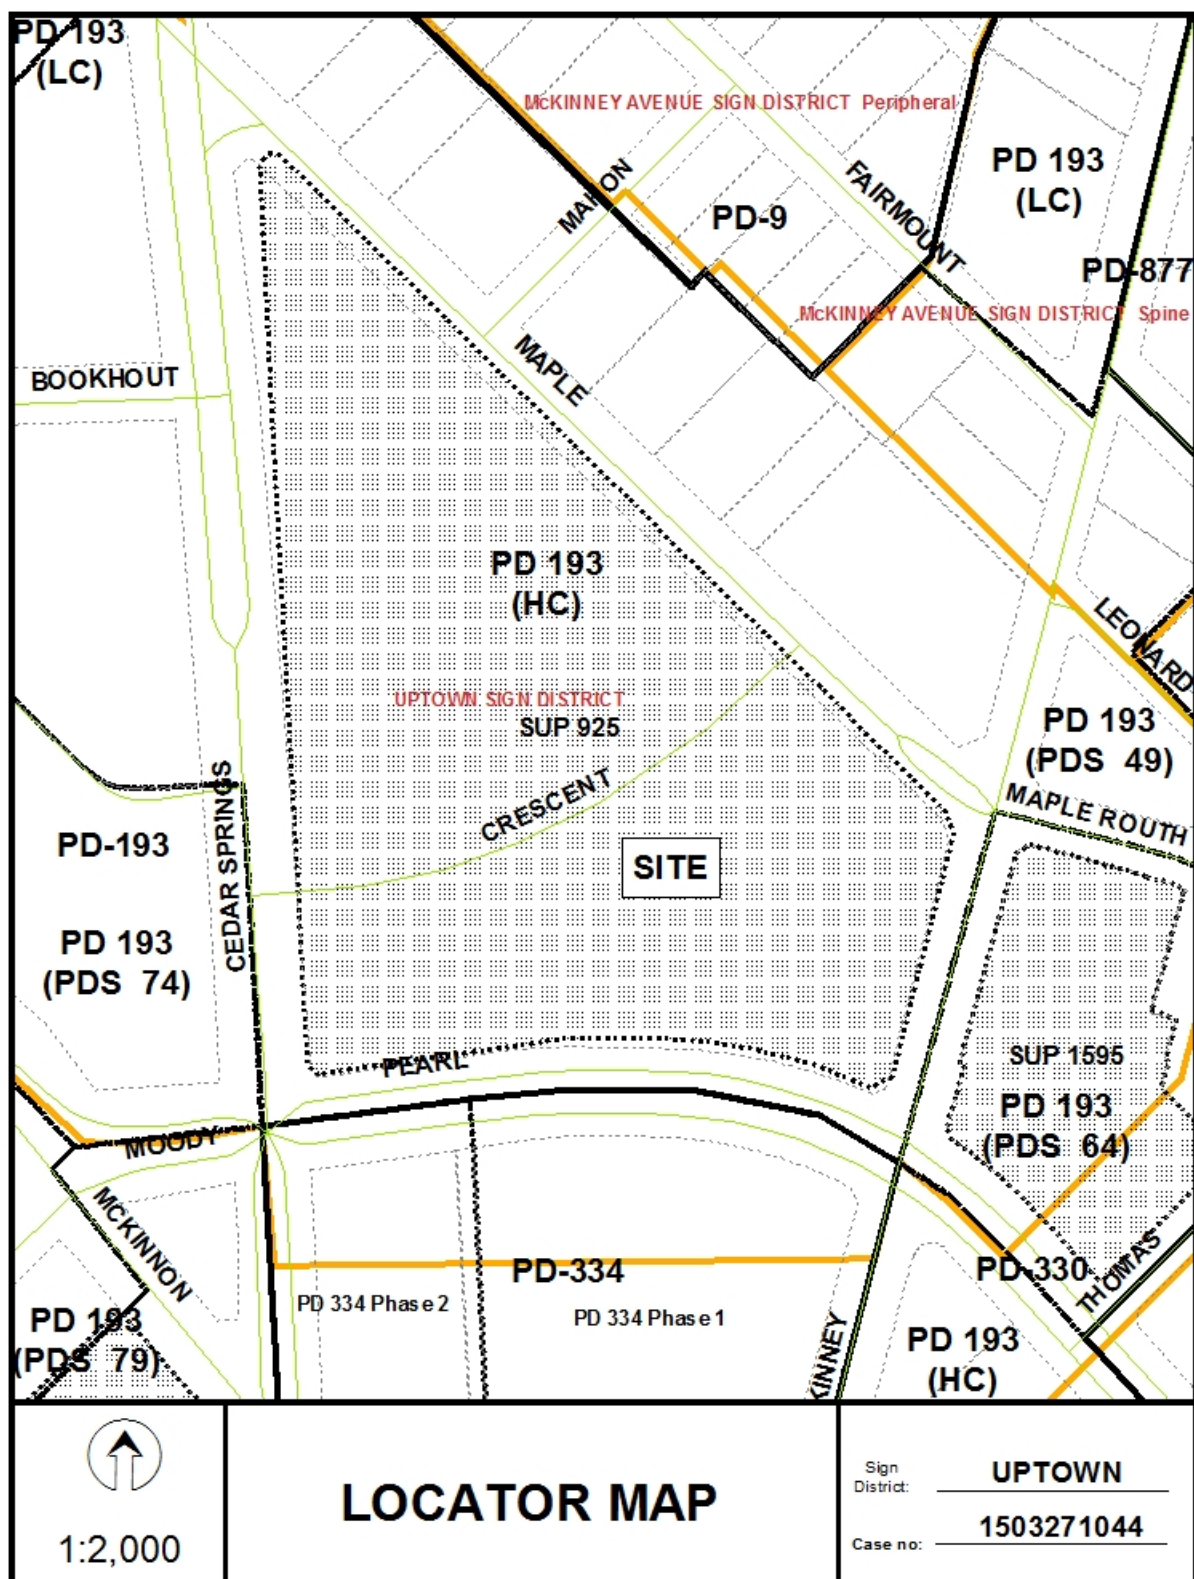 PD 193
(LC)
McKINNEY AVENUE SIGN DISTRICT Peripheral
PD 193
(LC)
MAHON
FAIRMOUNT
PD-9
PD-877
McKINNEY AVENUE SIGN DISTRICT Spine
MAPLE
BOOKHOUT
PD 193
(HC)
LEONARD
UPTOWN SIGN DISTRICT
SUP 925
PD 193
(PDS 49)
CEDAR SPRINGS
CRESCENT
MAPLE ROUTH
PD-193
SITE
PD 193
(PDS 74)
PEARL
SUP 1595
PD 193
(PDS 64)
MOODY
MCKINNON
PD-334
PD-330
THOMAS
PD 334 Phase 2
PD 334 Phase 1
PD 193
(PDS 79)
KINNEY
PD 193
(HC)
1:2,000
LOCATOR MAP
Sign
District:
UPTOWN
Case no:
1503271044